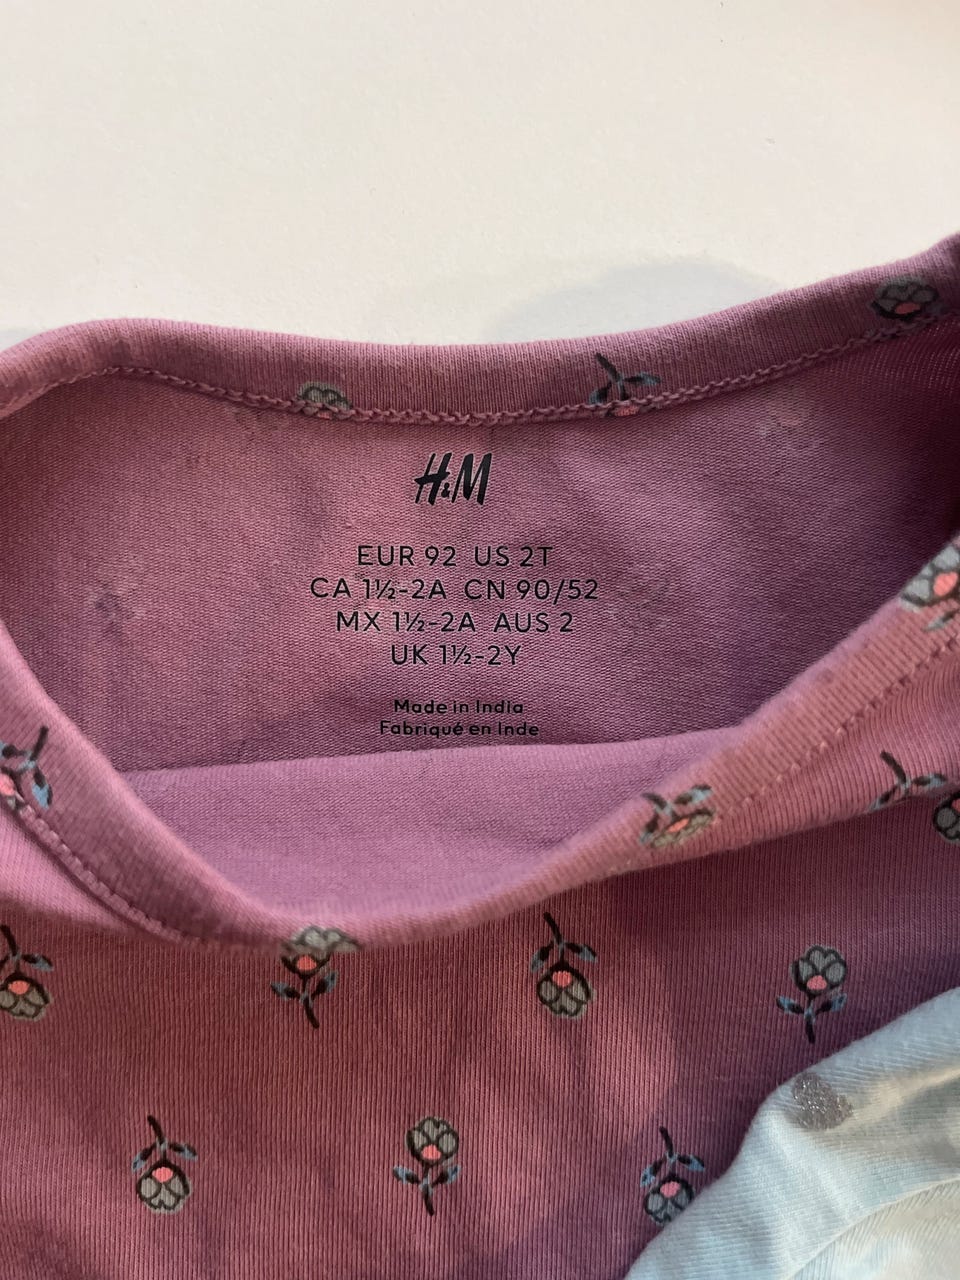 H&M
EUR 92 US 2T
CA 1½-2A CN 90/52
MX 1½-2A AUS 2
UK 1½-2Y
Made in India
Fabriqué en Inde